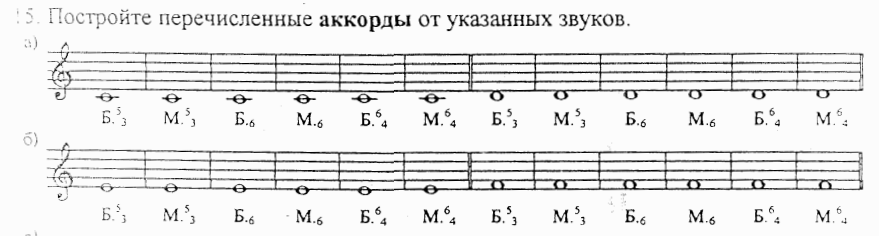 5. Постройте перечисленные аккорды от указанных звуков.
а)
Б.⁵₃ М.⁵₃ Б.₆ М.₆ Б.⁶₄ М.⁶₄ Б.⁵₃ М.⁵₃ Б.₆ М.₆ Б.⁶₄ М.⁶₄
б)
Б.⁵₃ М.⁵₃ Б.₆ М.₆ Б.⁶₄ М.⁶₄ Б.⁵₃ М.⁵₃ Б.₆ М.₆ Б.⁶₄ М.⁶₄